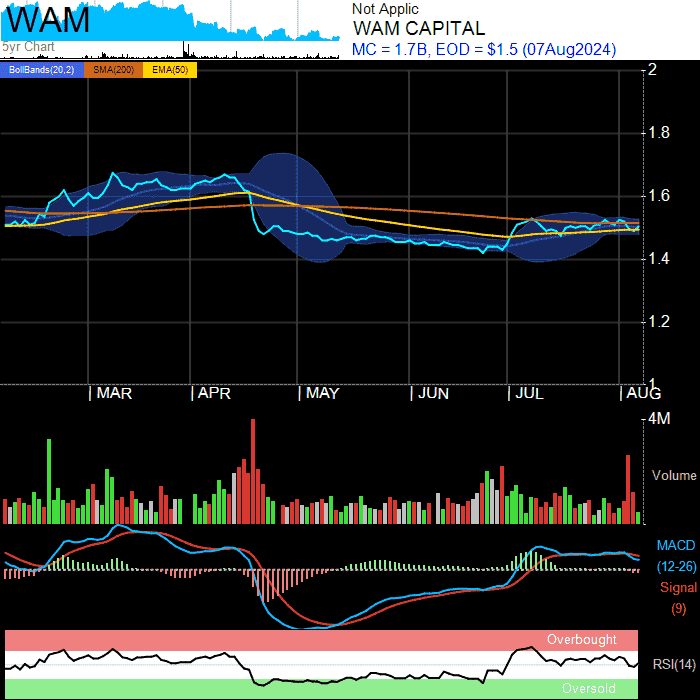 WAM
5yr Chart
Not Applic
WAM CAPITAL
MC = 1.7B, EOD = $1.5 (07Aug2024)
BollBands(20,2) SMA(200) EMA(50)
2
1.8
1.6
1.4
1.2
1
MAR APR MAY JUN JUL AUG
4M
Volume
MACD
(12-26)
Signal
(9)
Overbought
RSI(14)
Oversold